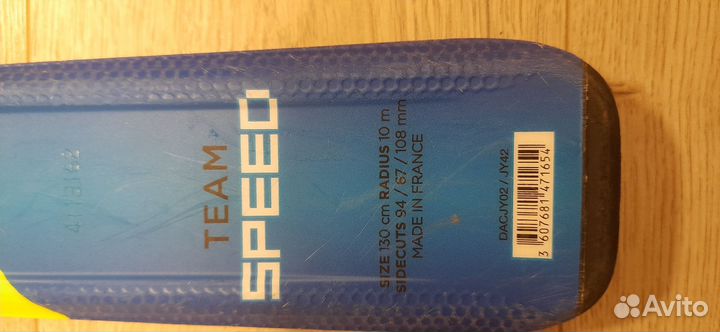 TEAM
SPEED
SIZE 130 cm RADIUS 10 m
SIDECUTS 94 / 67 / 108 mm
MADE IN FRANCE
DACJY02 / JY42
3 607681 471654
Avito